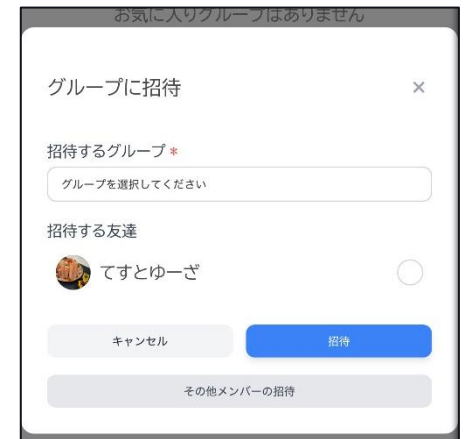 お気に入りグループはありません
グループに招待
×
招待するグループ *
グループを選択してください
招待する友達
てすとゆーざ
キャンセル
招待
その他メンバーの招待